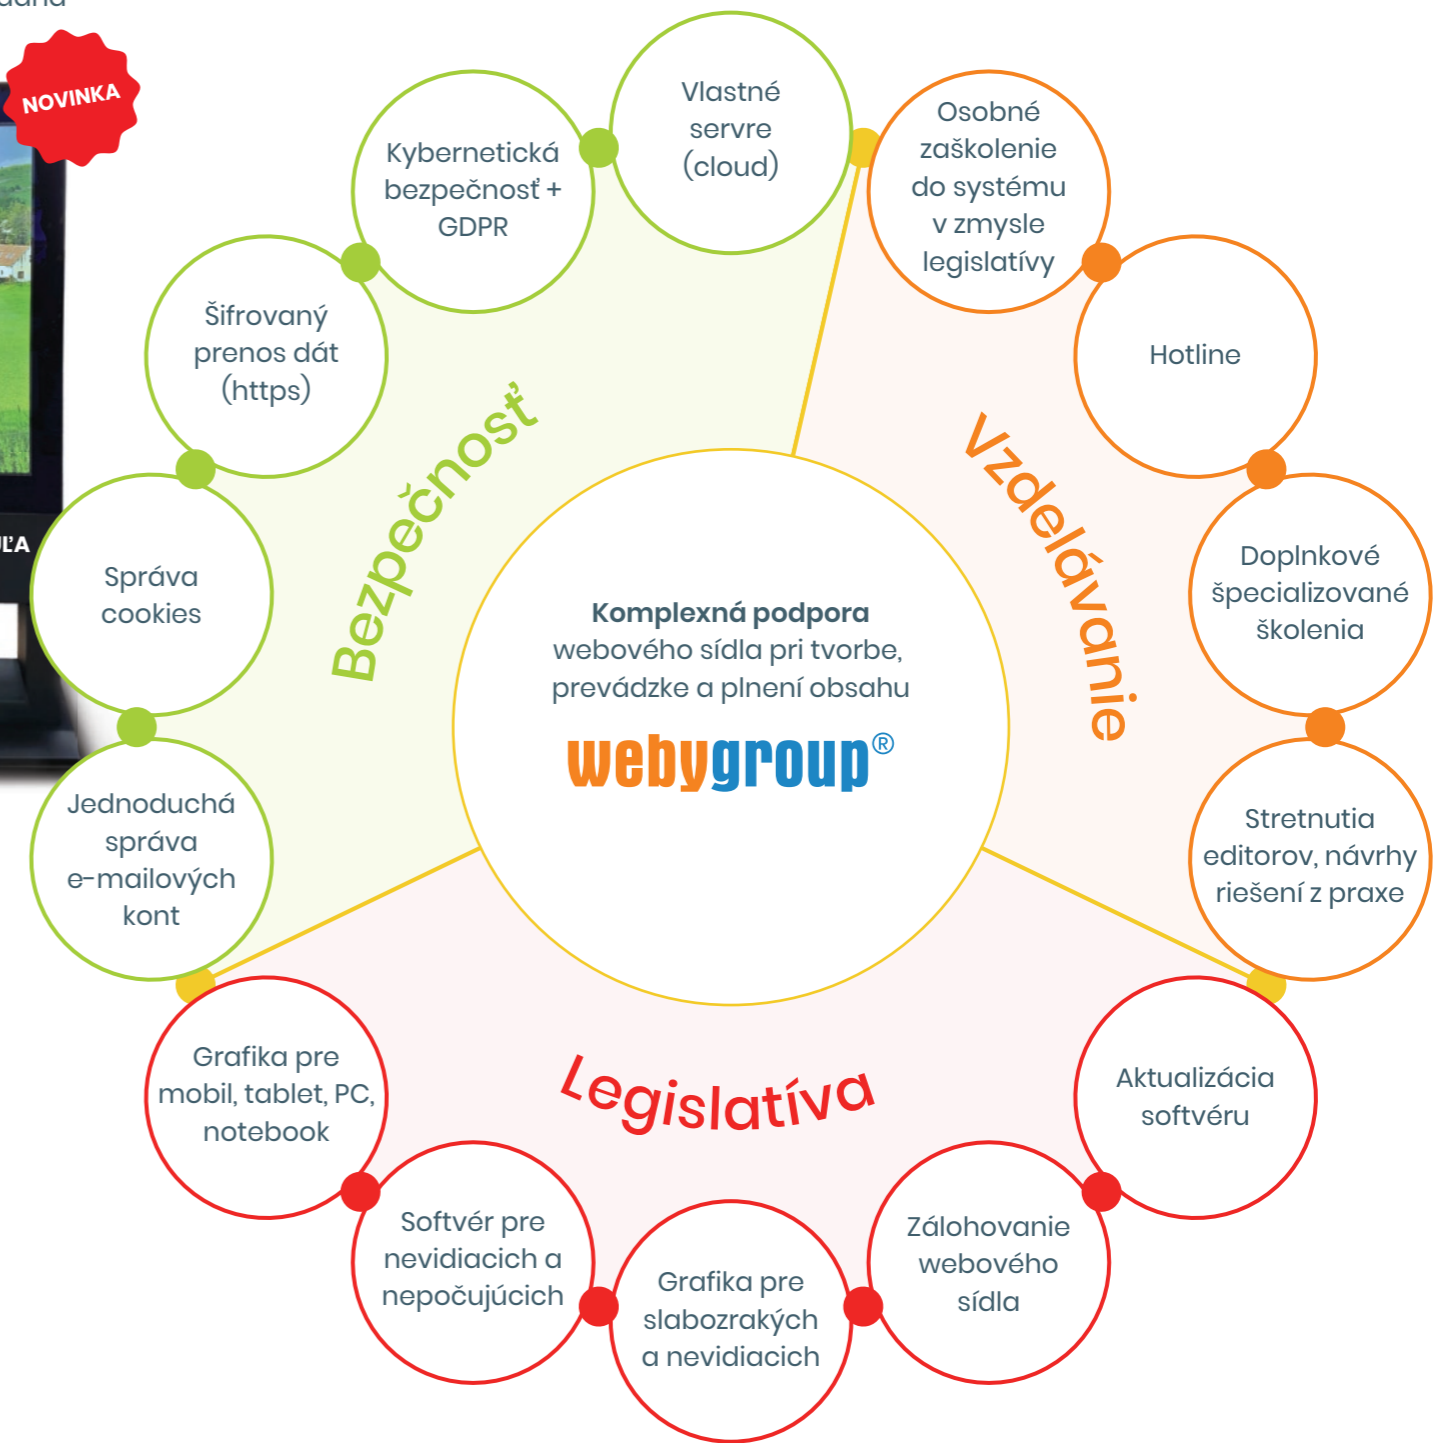 NOVINKA
Vlastné
servre
(cloud)
Osobné
zaškolenie
do systému
v zmysle
legislatívy
Hotline
Doplnkové
špecializované
školenia
Stretnutia
editorov, návrhy
riešení z praxe
Aktualizácia
softvéru
Zálohovanie
webového
sídla
Grafika pre
slabozrakých
a nevidiacich
Softvér pre
nevidiacich a
nepočujúcich
Grafika pre
mobil, tablet, PC,
notebook
Jednoduchá
správa
e-mailových
kont
Správa
cookies
Šifrovaný
prenos dát
(https)
Kybernetická
bezpečnosť +
GDPR
Bezpečnosť
Vzdelávanie
Legislatíva
Komplexná podpora
webového sídla pri tvorbe,
prevádzke a plnení obsahu
webygroup®